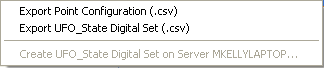 Export Point Configuration (.csv)
Export UFO_State Digital Set (.csv)
Create UFO_State Digital Set on Server MKELLYLAPTOP...